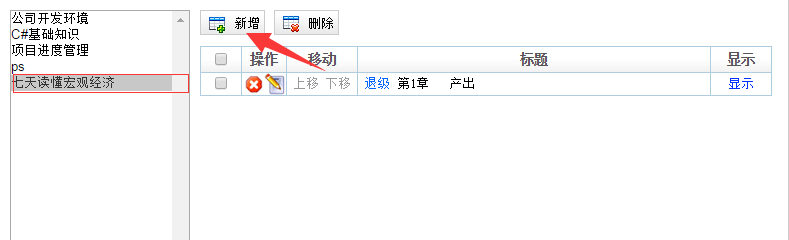 公司开发环境
C#基础知识
项目进度管理
ps
七天读懂宏观经济
新增 删除
操作 移动 标题 显示
上移 下移 退级 第1章 产出 显示